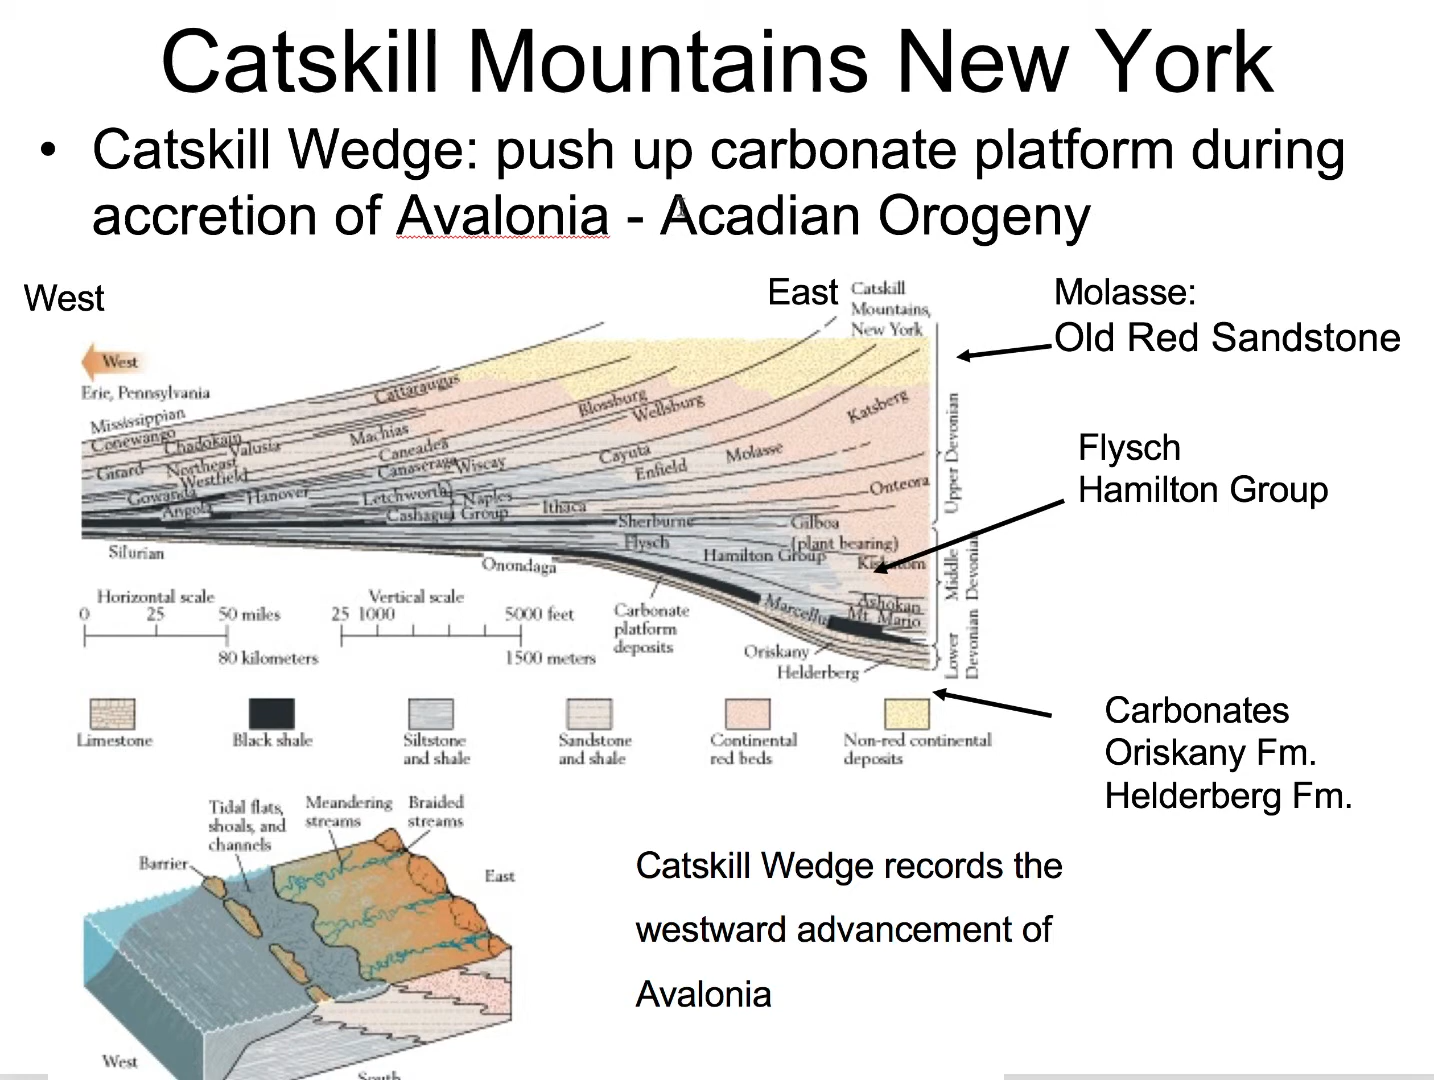 Catskill Mountains New York
• Catskill Wedge: push up carbonate platform during
accretion of Avalonia - Acadian Orogeny
West
East
Catskill
Mountains,
New York
Molasse:
Old Red Sandstone
West
Erie, Pennsylvania
Mississippian
Conewango
Chadokain
Valusia
Girard
Northeast
Westfield
Gowanda
Hanover
Angola
Cattaraugus
Machias
Caneadea
Canaseraga
Wiscay
Letchworth
Naples
Cashagua Group
Ithaca
Blossburg
Wellsburg
Cayuta
Enfield
Molasse
Katsberg
Onteora
Sherburne
Flysch
Gilboa
(plant bearing)
Hamilton Group
Ashokan
Mt. Mario
Upper Devonian
Middle
Devonian
Lower
Devonian
Flysch
Hamilton Group
Silurian
Onondaga
Horizontal scale
0 25 50 miles
80 kilometers
Vertical scale
25 1000 5000 feet
1500 meters
Carbonate
platform
deposits
Oriskany
Helderberg
Limestone
Black shale
Siltstone
and shale
Sandstone
and shale
Continental
red beds
Non-red continental
deposits
Carbonates
Oriskany Fm.
Helderberg Fm.
Tidal flats,
shoals, and
channels
Meandering
streams
Braided
streams
Barrier
East
West
South
Catskill Wedge records the
westward advancement of
Avalonia